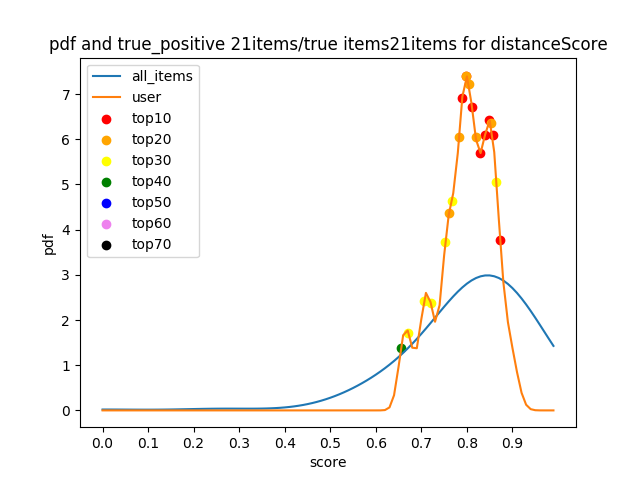 pdf and true_positive 21items/true items21items for distanceScore
all_items
user
top10
top20
top30
top40
top50
top60
top70
pdf
7
6
5
4
3
2
1
0
0.0 0.1 0.2 0.3 0.4 0.5 0.6 0.7 0.8 0.9
score